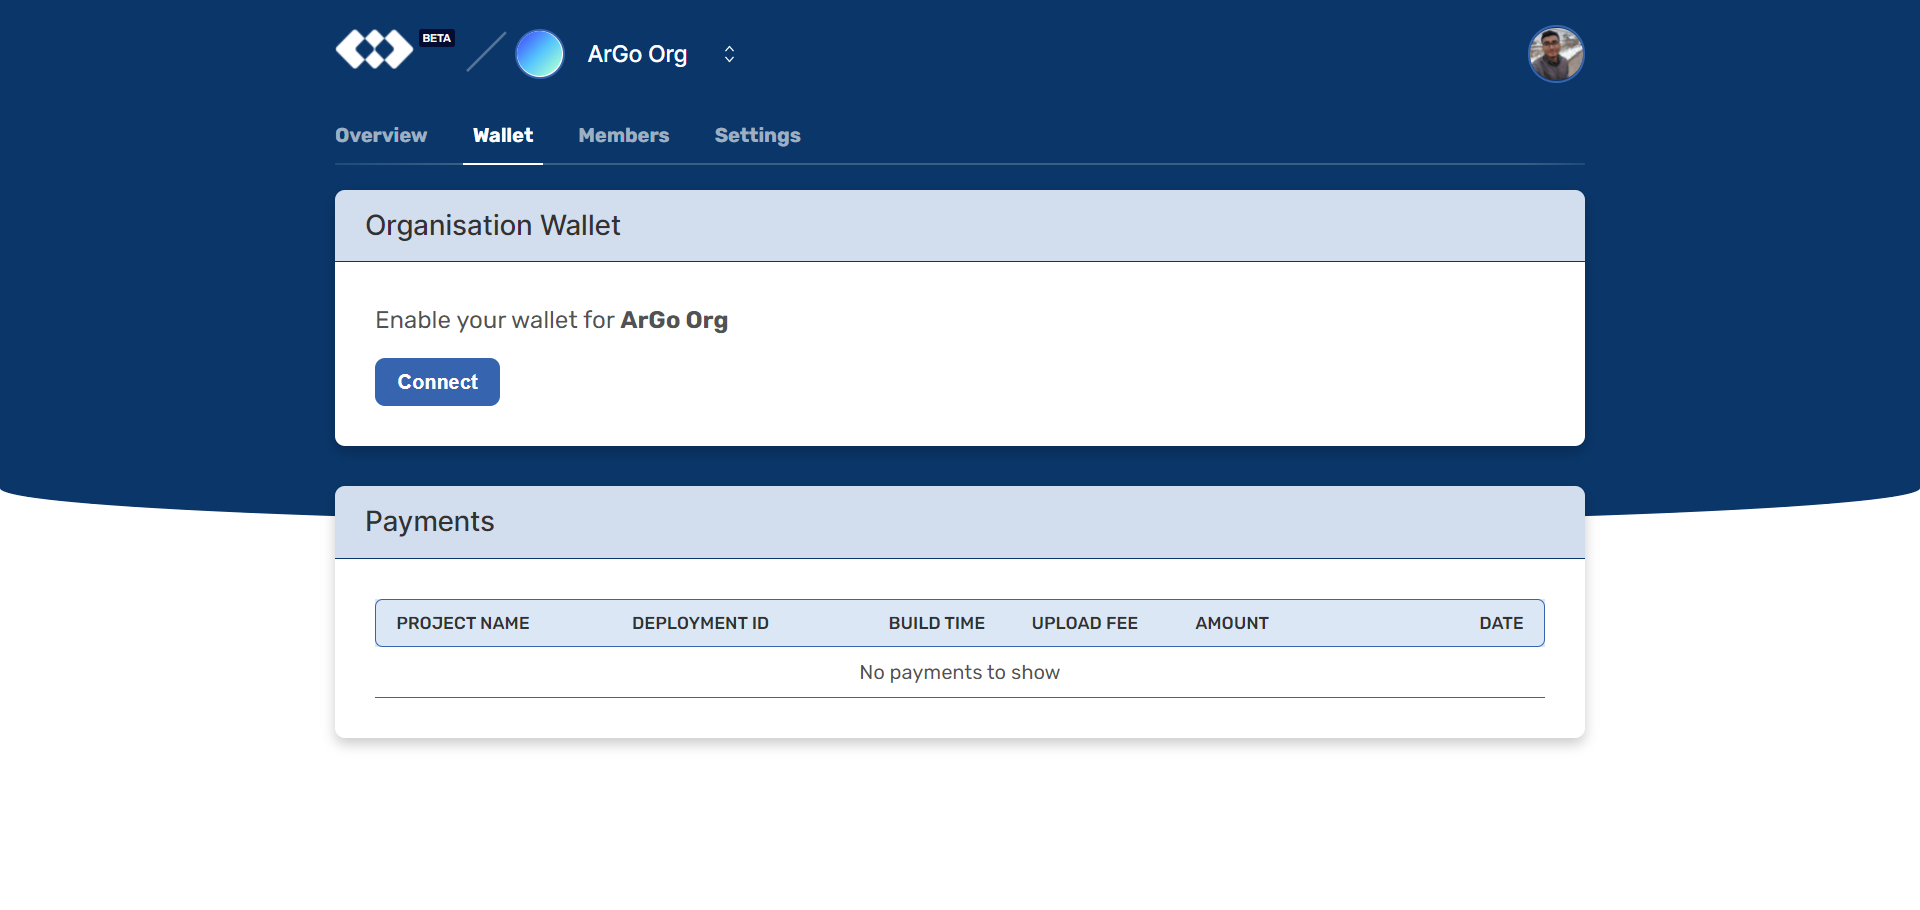 BETA
ArGo Org
Overview Wallet Members Settings
Organisation Wallet
Enable your wallet for ArGo Org
Connect
Payments
PROJECT NAME DEPLOYMENT ID BUILD TIME UPLOAD FEE AMOUNT DATE
No payments to show